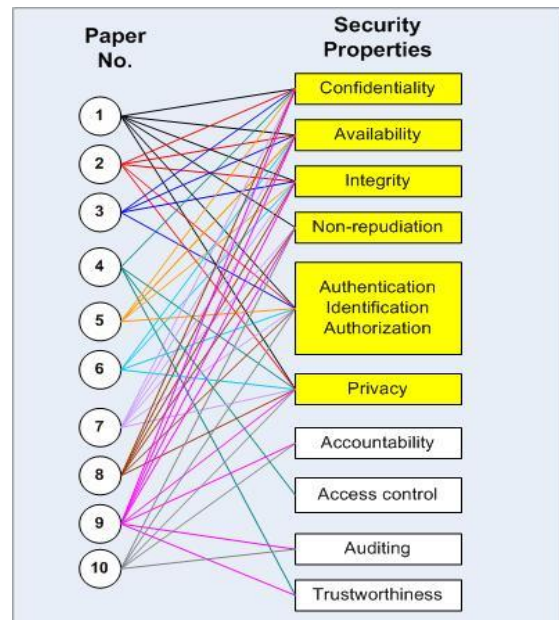 Paper
No.
Security
Properties
1
2
3
4
5
6
7
8
9
10
Confidentiality
Availability
Integrity
Non-repudiation
Authentication
Identification
Authorization
Privacy
Accountability
Access control
Auditing
Trustworthiness